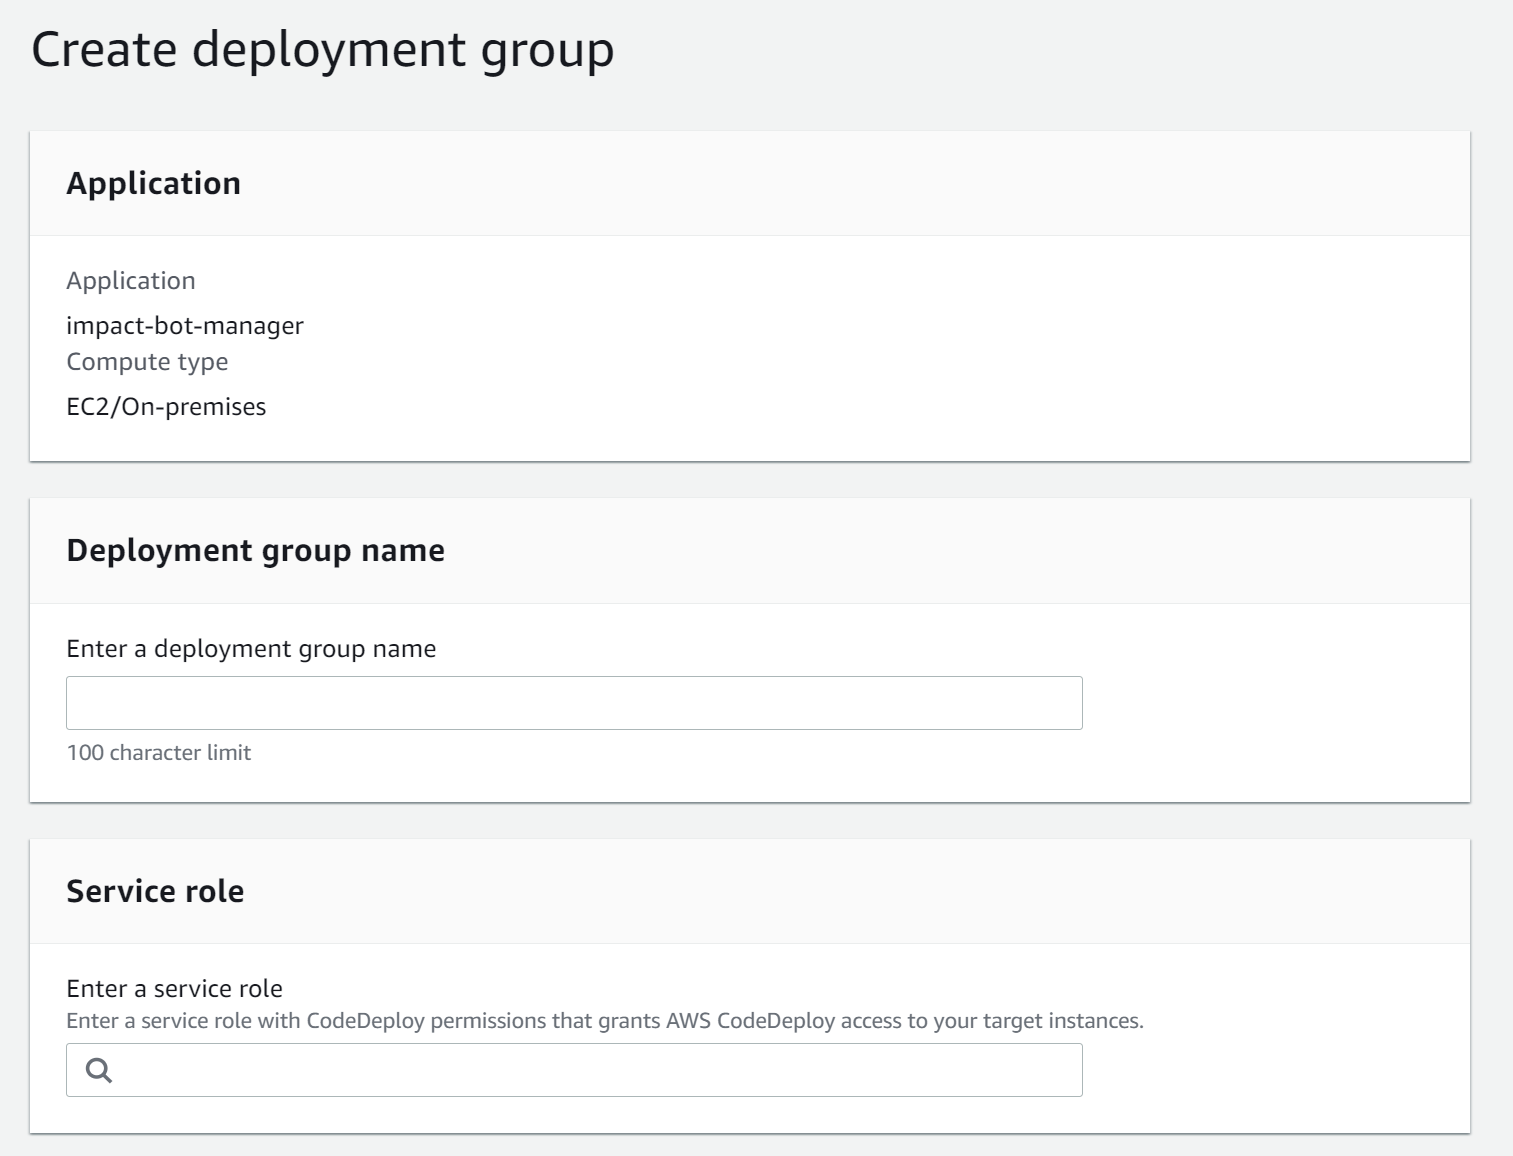 Create deployment group
Application
Application
impact-bot-manager
Compute type
EC2/On-premises
Deployment group name
Enter a deployment group name
100 character limit
Service role
Enter a service role
Enter a service role with CodeDeploy permissions that grants AWS CodeDeploy access to your target instances.